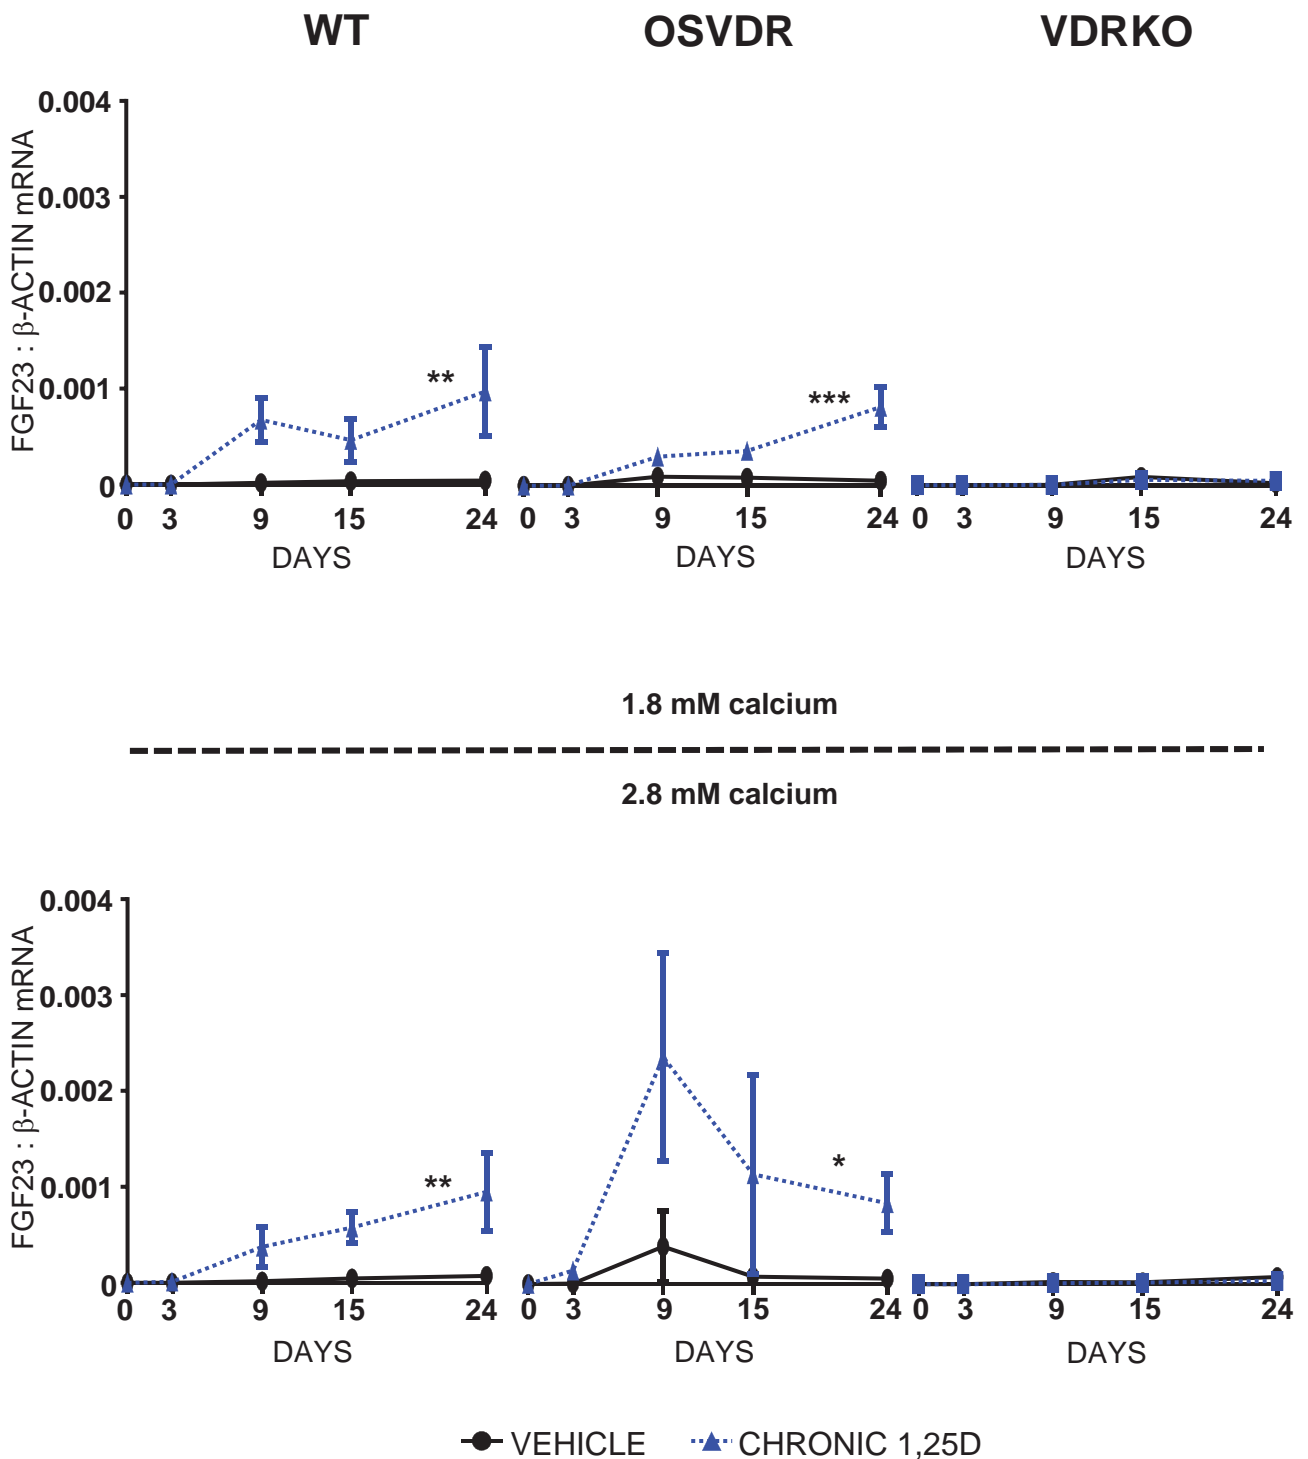 WT OSVDR VDRKO
FGF23 : β-ACTIN mRNA
0.004
0.003
0.002
0.001
0
** ***
0 3 9 15 24 0 3 9 15 24 0 3 9 15 24
DAYS DAYS DAYS
1.8 mM calcium
2.8 mM calcium
FGF23 : β-ACTIN mRNA
0.004
0.003
0.002
0.001
0
** *
0 3 9 15 24 0 3 9 15 24 0 3 9 15 24
DAYS DAYS DAYS
VEHICLE CHRONIC 1,25D